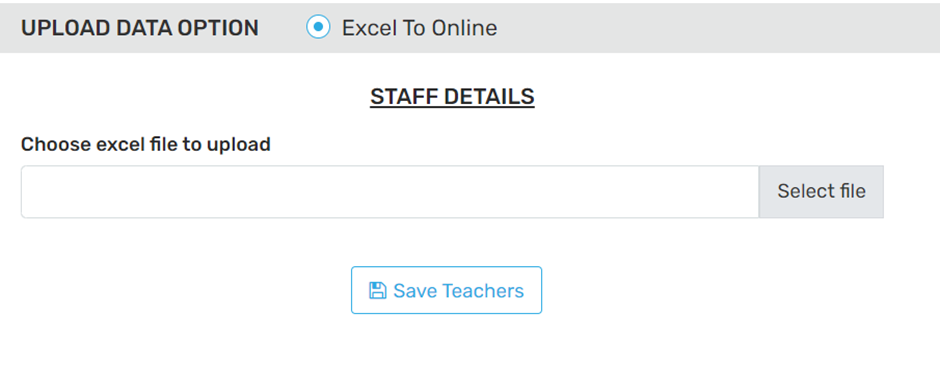 UPLOAD DATA OPTION Excel To Online
STAFF DETAILS
Choose excel file to upload
Select file
Save Teachers